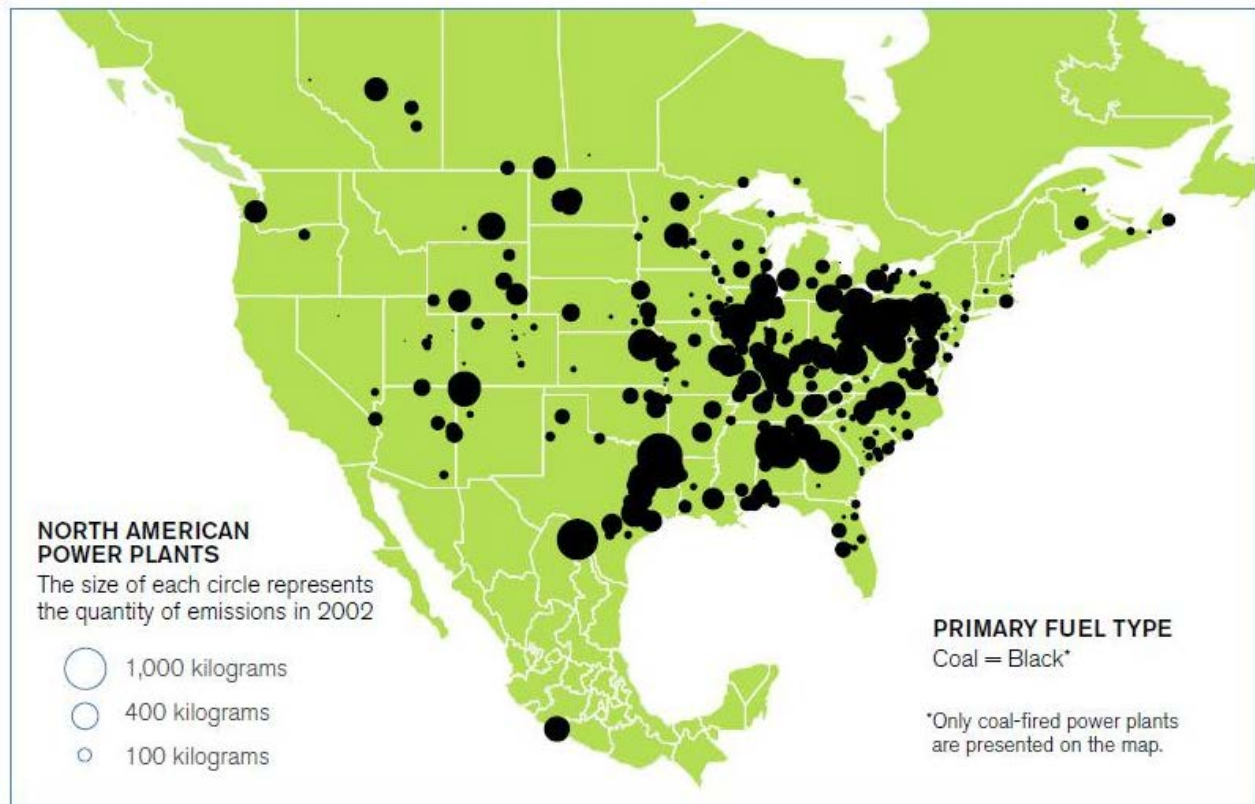 NORTH AMERICAN
POWER PLANTS
The size of each circle represents
the quantity of emissions in 2002
1,000 kilograms
400 kilograms
100 kilograms
PRIMARY FUEL TYPE
Coal = Black*
*Only coal-fired power plants
are presented on the map.